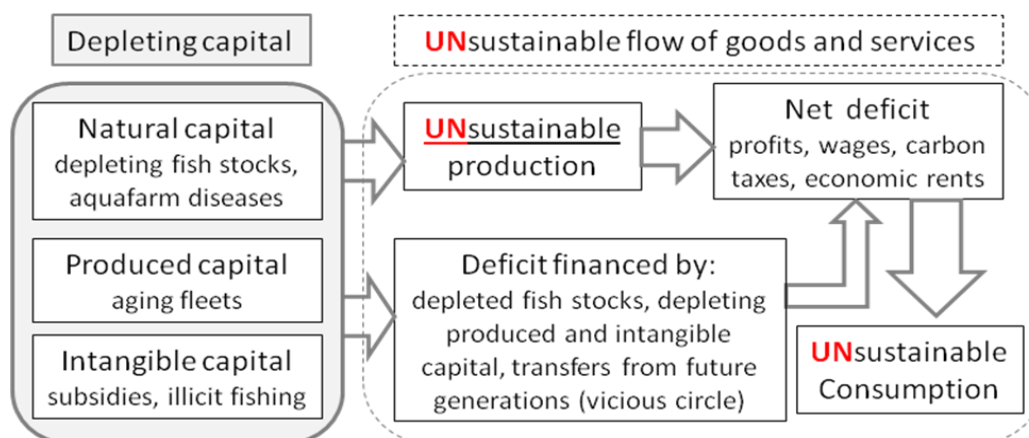 Depleting capital
UNsustainable flow of goods and services
Natural capital
depleting fish stocks,
aquafarm diseases
Produced capital
aging fleets
Intangible capital
subsidies, illicit fishing
UNsustainable
production
Net deficit
profits, wages, carbon
taxes, economic rents
Deficit financed by:
depleted fish stocks, depleting
produced and intangible
capital, transfers from future
generations (vicious circle)
UNsustainable
Consumption